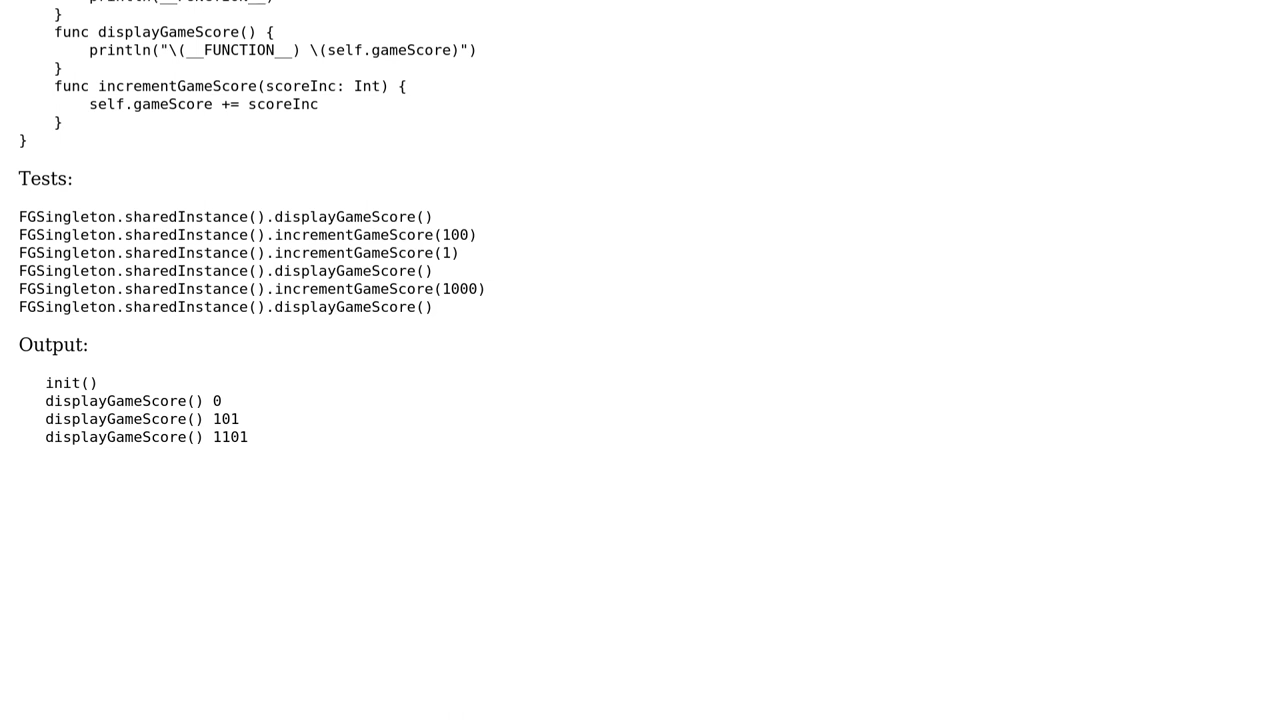 }
func displayGameScore() {
println("\(__FUNCTION__) \(self.gameScore)")
}
func incrementGameScore(scoreInc: Int) {
self.gameScore += scoreInc
}
}
Tests:
FGSingleton.sharedInstance().displayGameScore()
FGSingleton.sharedInstance().incrementGameScore(100)
FGSingleton.sharedInstance().incrementGameScore(1)
FGSingleton.sharedInstance().displayGameScore()
FGSingleton.sharedInstance().incrementGameScore(1000)
FGSingleton.sharedInstance().displayGameScore()
Output:
init()
displayGameScore() 0
displayGameScore() 101
displayGameScore() 1101